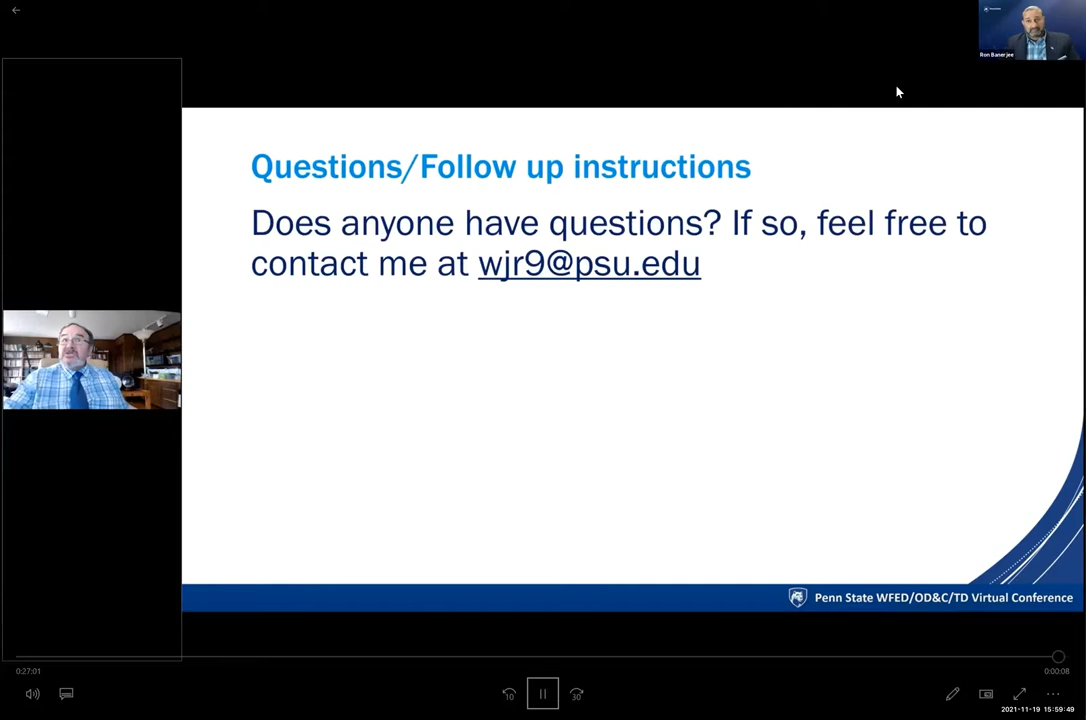 Ron Banerjee
Questions/Follow up instructions
Does anyone have questions? If so, feel free to
contact me at wjr9@psu.edu
Penn State WFED/OD&C/TD Virtual Conference
0:27:01
0:00:08
10
30
2021-11-19 15:59:49